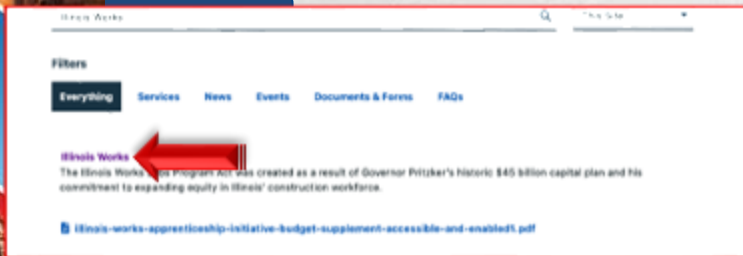 Illinois Works
This Site
Filters
Everything Services News Events Documents & Forms FAQs
Illinois Works
The Illinois Works Jobs Program Act was created as a result of Governor Pritzker's historic $45 billion capital plan and his
commitment to expanding equity in Illinois' construction workforce.
illinois-works-apprenticeship-initiative-budget-supplement-accessible-and-enabled1.pdf